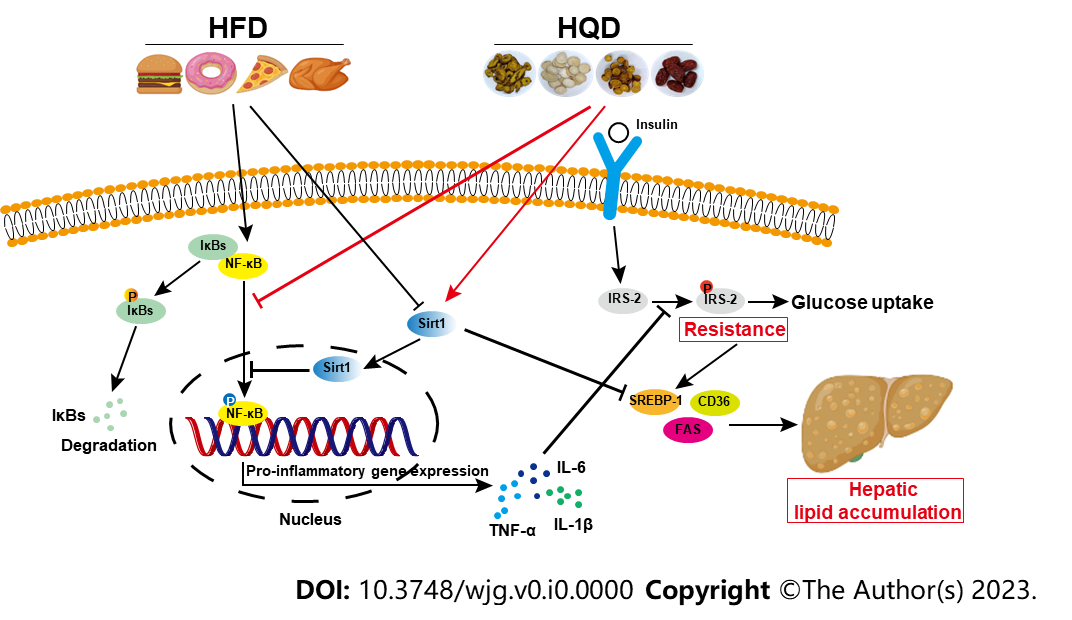 HFD
HQD
Insulin
IκBs
NF-κB
P
IκBs
IκBs
Degradation
Sirt1
Sirt1
P
NF-κB
Pro-inflammatory gene expression
Nucleus
IRS-2
P
IRS-2
Glucose uptake
Resistance
SREBP-1
CD36
FAS
IL-6
TNF-α
IL-1β
Hepatic
lipid accumulation
DOI: 10.3748/wjg.v0.i0.0000 Copyright ©The Author(s) 2023.